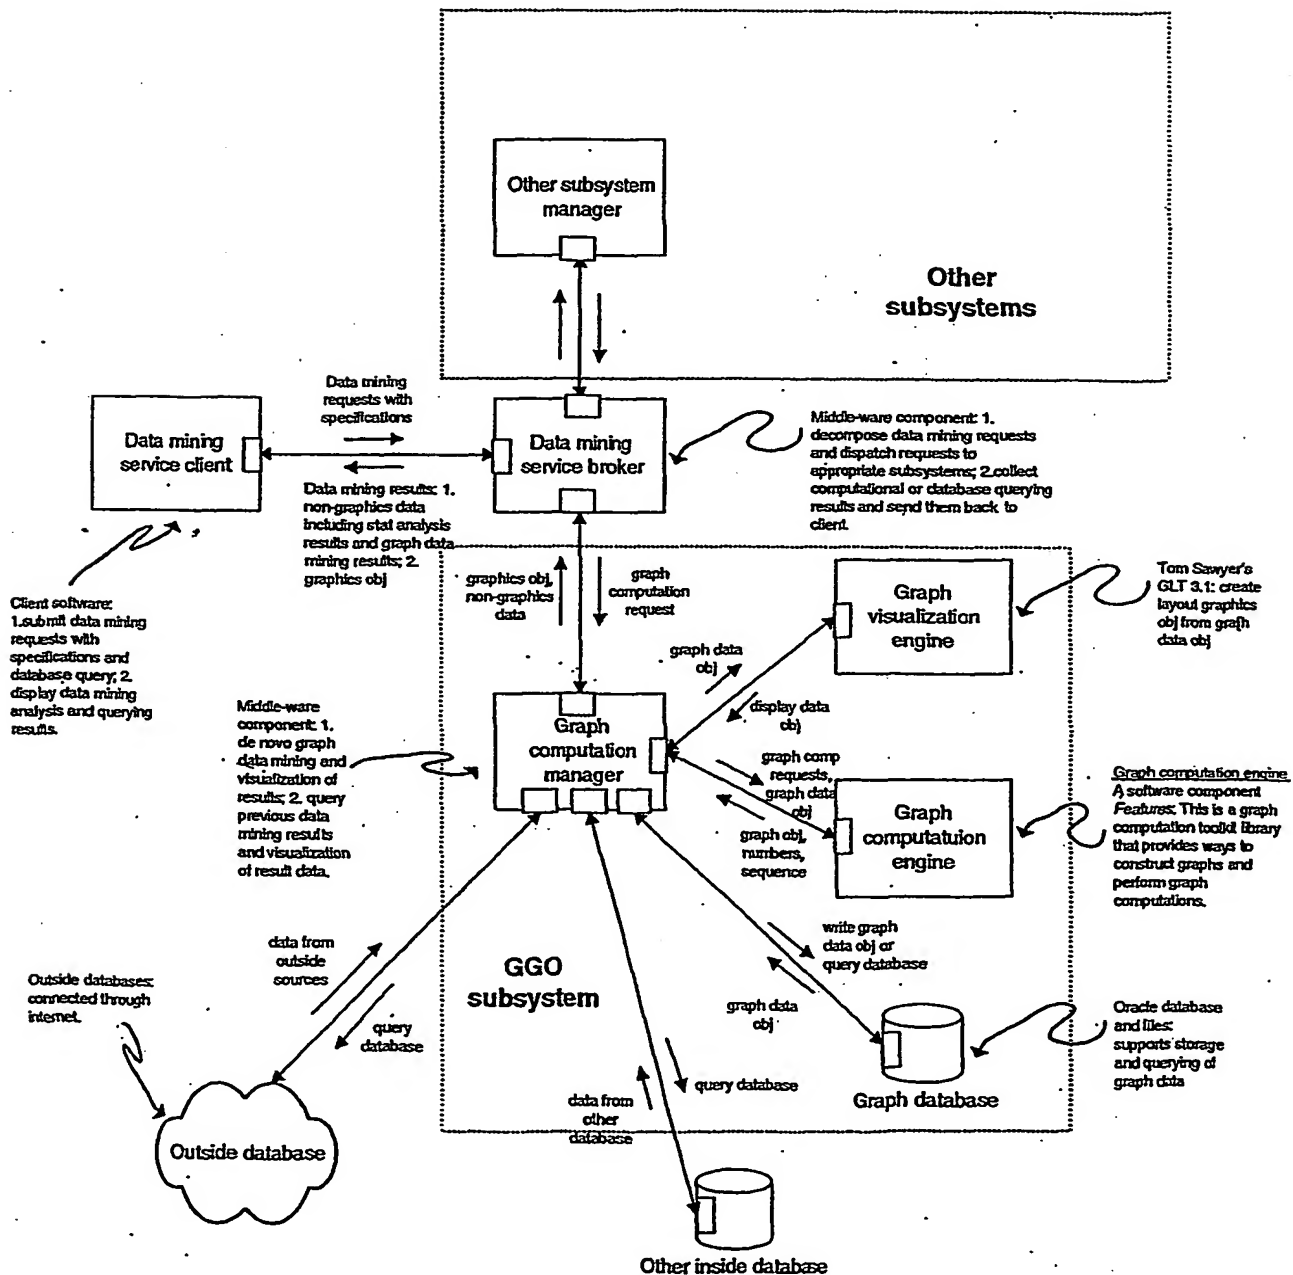 Other subsystem
manager
Other
subsystems
Data mining
requests with
specifications
Data mining
service client
Data mining
service broker
Middle-ware component: 1.
decompose data mining requests
and dispatch requests to
appropriate subsystems; 2.collect
computational or database querying
results and send them back to
client.
Data mining results: 1.
non-graphics data
including stat analysis
results and graph data
mining results; 2.
graphics obj
graphics obj,
non-graphics
data
graph
computation
request
Client software:
1.submit data mining
requests with
specifications and
database query; 2.
display data mining
analysis and querying
results.
Graph
visualization
engine
Tom Sawyer's
GLT 3.1: create
layout graphics
obj from graph
data obj
graph data
obj
display data
obj
Middle-ware
component: 1.
de novo graph
data mining and
visualization of
results; 2. query
previous data
mining results
and visualization
of result data.
Graph
computation
manager
graph comp
requests,
graph data
obj
graph obj,
numbers,
sequence
Graph
computatuion
engine
Graph computation engine
A software component
Features: This is a graph
computation toolkit library
that provides ways to
construct graphs and
perform graph
computations.
data from
outside
sources
query
database
GGO
subsystem
write graph
data obj or
query database
graph data
obj
Outside databases:
connected through
internet.
Outside database
Graph database
Oracle database
and files:
supports storage
and querying of
graph data
query database
data from
other
database
Other inside database